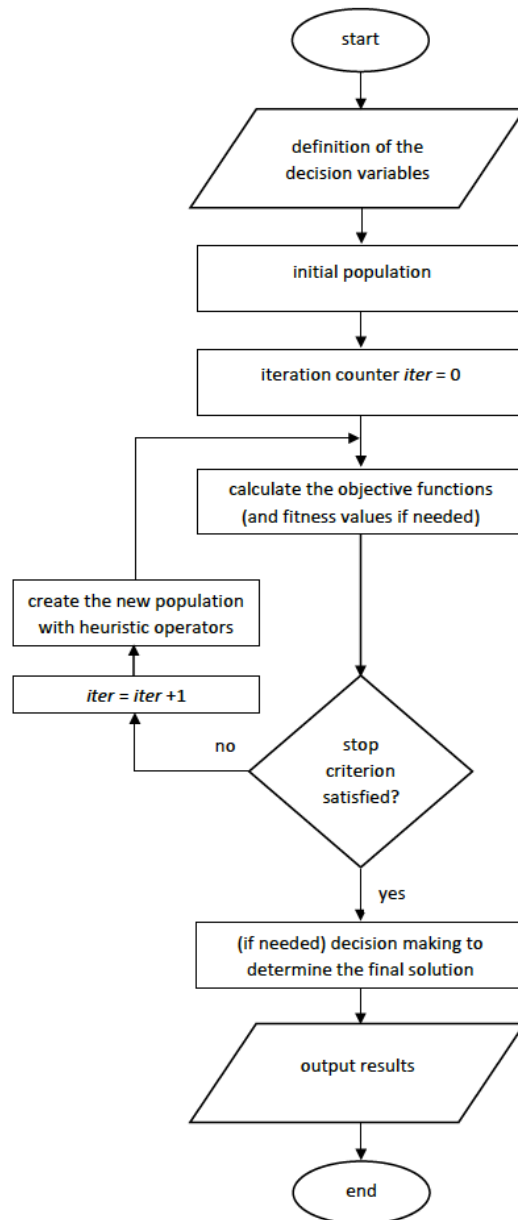 start
definition of the
decision variables
initial population
iteration counter iter = 0
calculate the objective functions
(and fitness values if needed)
create the new population
with heuristic operators
iter = iter +1
no
stop
criterion
satisfied?
yes
(if needed) decision making to
determine the final solution
output results
end